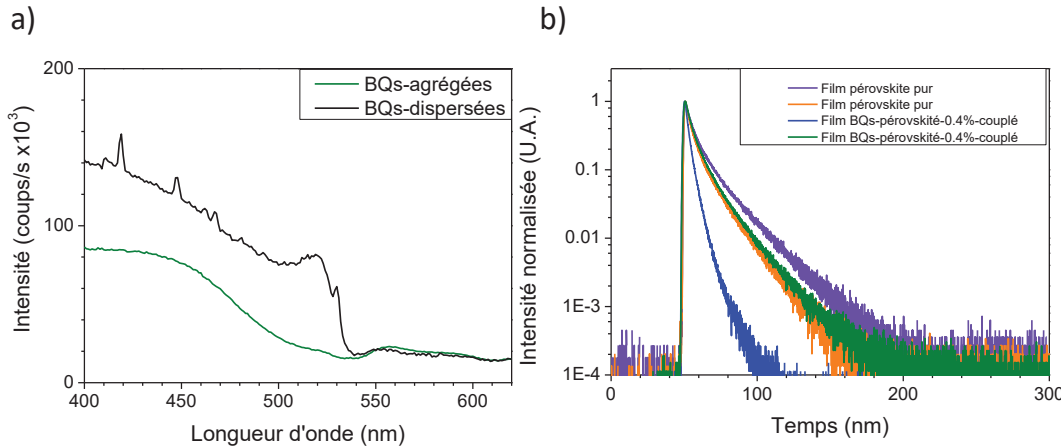 a)
200
100
0
400
450
500
550
600
Intensité (coups/s x10³)
Longueur d'onde (nm)
BQs-agrégées
BQs-dispersées
b)
1
0.1
0.01
1E-3
1E-4
0
100
200
300
Intensité normalisée (U.A.)
Temps (nm)
Film pérovskite pur
Film pérovskite pur
Film BQs-pérovskité-0.4%-couplé
Film BQs-pérovskité-0.4%-couplé